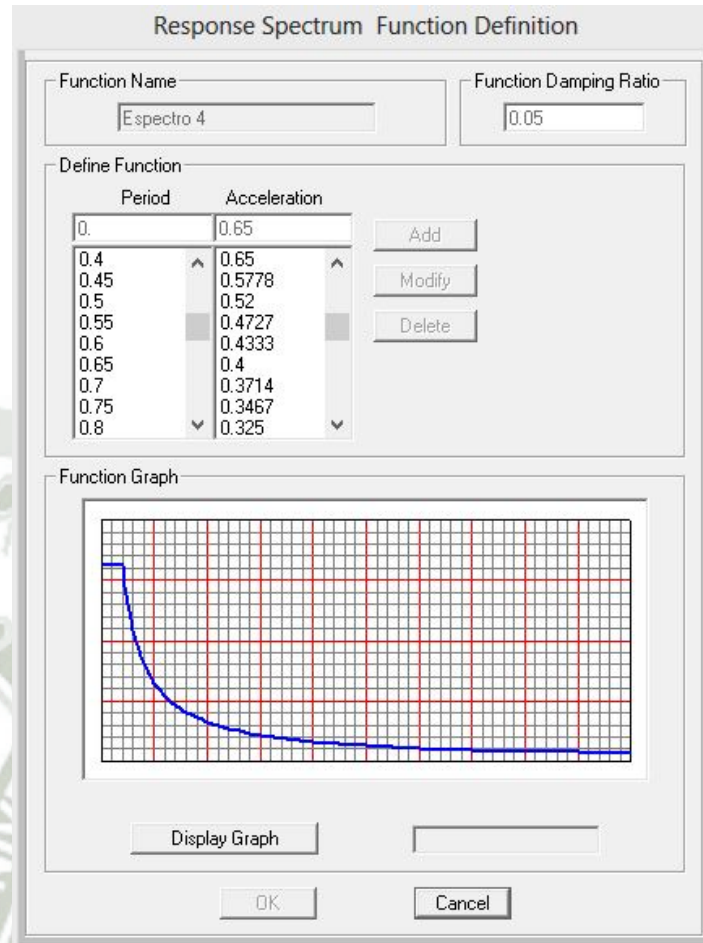 Response Spectrum Function Definition
Function Name
Function Damping Ratio
Espectro 4
0.05
Define Function
Period Acceleration
0. 0.65
Add
0.4 0.65
0.45 0.5778
Modify
0.5 0.52
0.55 0.4727
Delete
0.6 0.4333
0.65 0.4
0.7 0.3714
0.75 0.3467
0.8 0.325
Function Graph
Display Graph
OK
Cancel